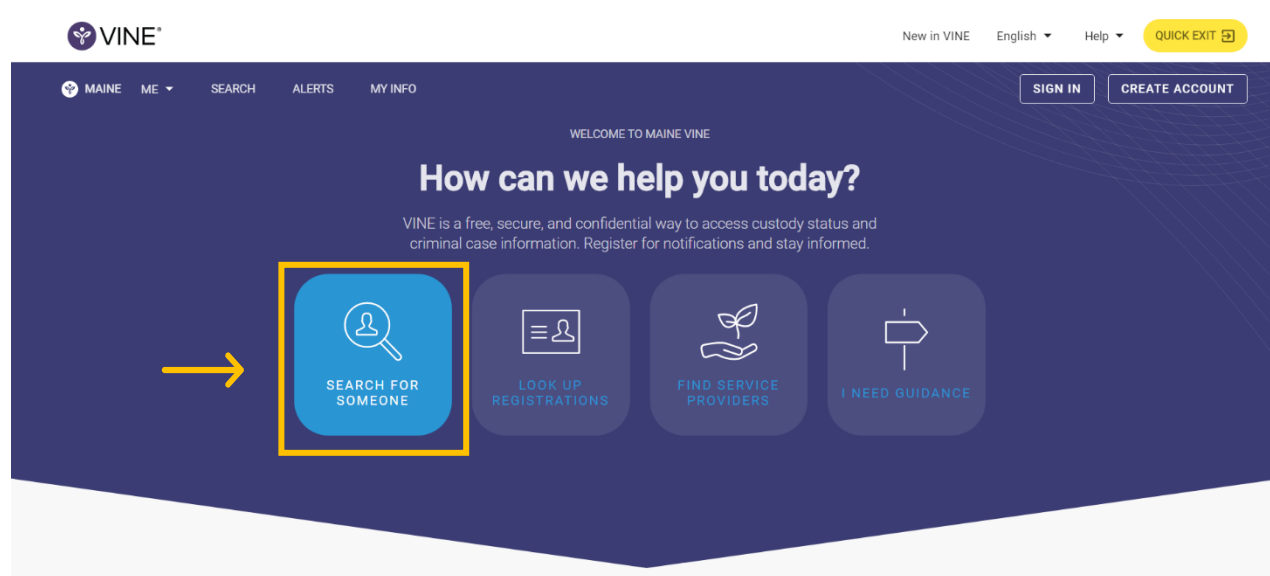 VINE®
New in VINE English Help QUICK EXIT
MAINE ME SEARCH ALERTS MY INFO SIGN IN CREATE ACCOUNT
WELCOME TO MAINE VINE
How can we help you today?
VINE is a free, secure, and confidential way to access custody status and
criminal case information. Register for notifications and stay informed.
SEARCH FOR
SOMEONE
LOOK UP
REGISTRATIONS
FIND SERVICE
PROVIDERS
I NEED GUIDANCE